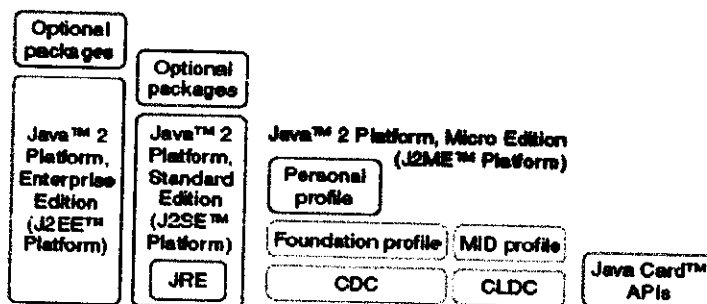 Optional
packages
Java™ 2
Platform,
Enterprise
Edition
(J2EE™
Platform)
Optional
packages
Java™ 2
Platform,
Standard
Edition
(J2SE™
Platform)
JRE
Java™ 2 Platform, Micro Edition
(J2ME™ Platform)
Personal
profile
Foundation profile
MID profile
CDC
CLDC
Java Card™
APIs